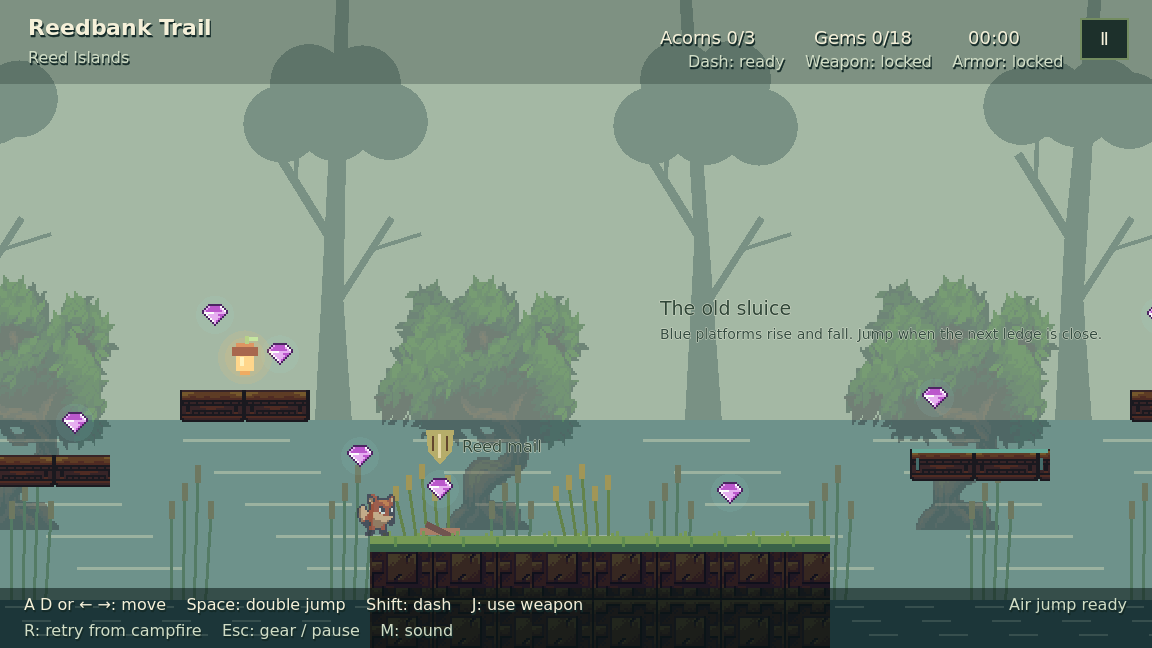 Reedbank Trail
Reed Islands
Acorns 0/3 Gems 0/18 00:00
Dash: ready Weapon: locked Armor: locked
The old sluice
Blue platforms rise and fall. Jump when the next ledge is close.
Reed mail
A D or ← →: move Space: double jump Shift: dash J: use weapon
Air jump ready
R: retry from campfire Esc: gear / pause M: sound